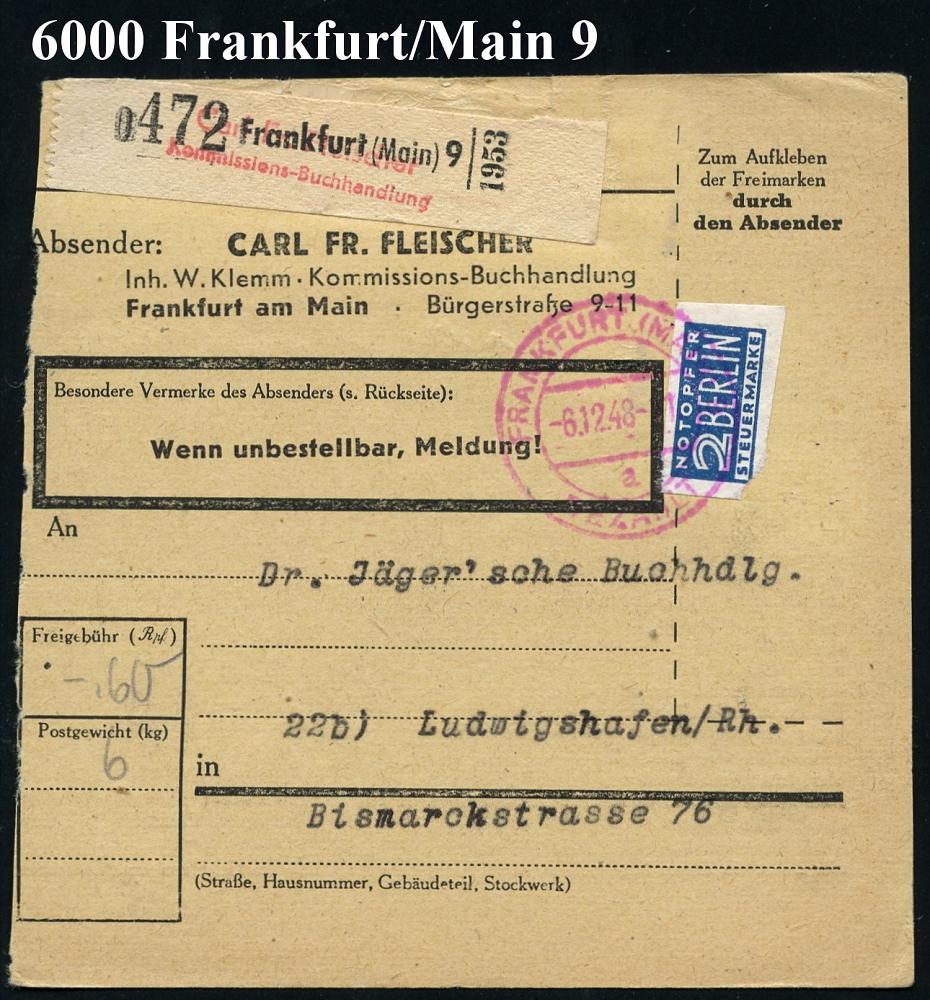 6000 Frankfurt/Main 9
0472 Frankfurt (Main) 9 1953
Kommissions-Buchhandlung
Zum Aufkleben
der Freimarken
durch
den Absender
Absender: CARL FR. FLEISCHER
Inh. W. Klemm · Kommissions-Buchhandlung
Frankfurt am Main · Bürgerstraße 9-11
FRANKFURT (MA
-6.12.48-
a
NOTOPFER
2 BERLIN
STEUERMARKE
Besondere Vermerke des Absenders (s. Rückseite):
Wenn unbestellbar, Meldung!
An
Dr. Jäger'sche Buchhdlg.
Freigebühr (Rpf)
-.60
22b) Ludwigshafen/Rh.
Postgewicht (kg)
6
in
Bismarckstrasse 76
(Straße, Hausnummer, Gebäudeteil, Stockwerk)